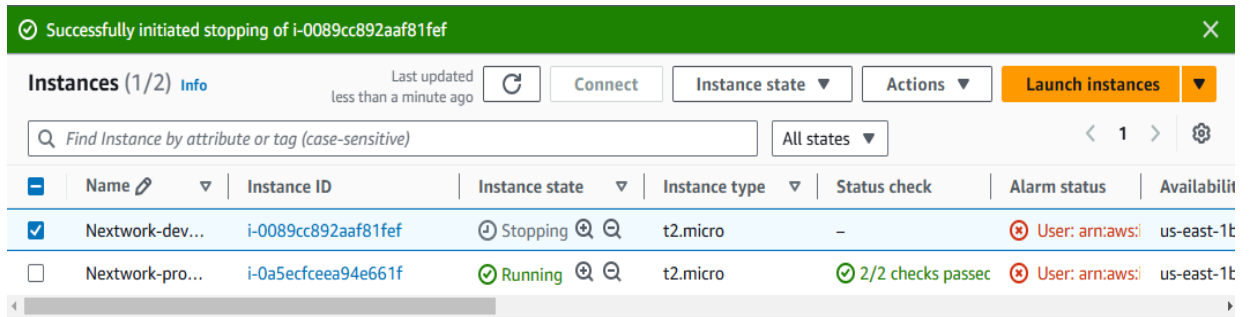 Successfully initiated stopping of i-0089cc892aaf81fef
Instances (1/2) Info
Last updated
less than a minute ago
Connect
Instance state
Actions
Launch instances
Find Instance by attribute or tag (case-sensitive)
All states
1
Name Instance ID Instance state Instance type Status check Alarm status Availabilit
Nextwork-dev... i-0089cc892aaf81fef Stopping t2.micro – User: arn:aws:i us-east-1b
Nextwork-pro... i-0a5ecfceea94e661f Running t2.micro 2/2 checks passec User: arn:aws:i us-east-1b